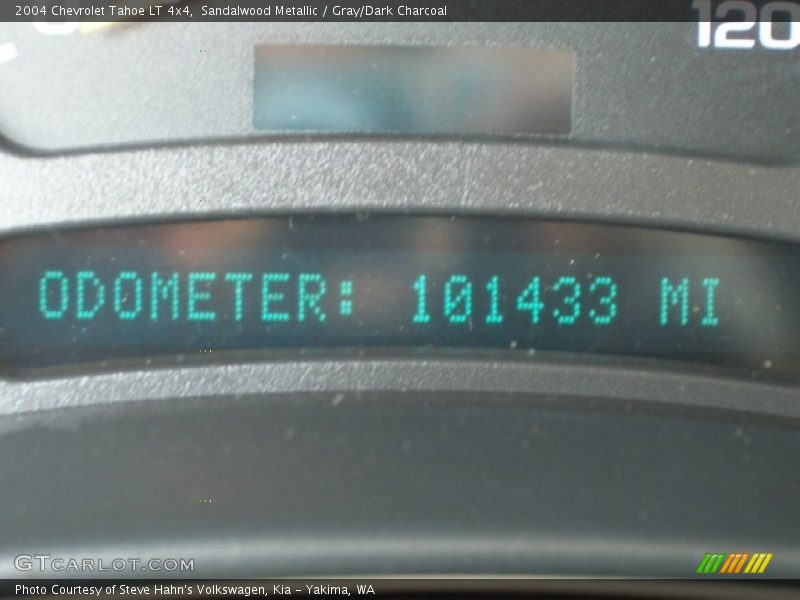 2004 Chevrolet Tahoe LT 4x4, Sandalwood Metallic / Gray/Dark Charcoal
120
ODOMETER: 101433 MI
GTCARLOT.COM
Photo Courtesy of Steve Hahn's Volkswagen, Kia - Yakima, WA